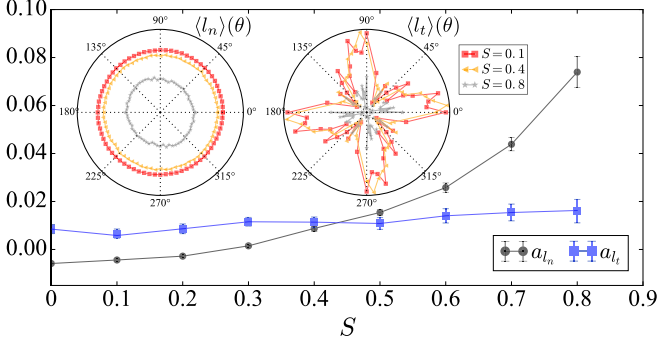 0.10
0.08
0.06
0.04
0.02
0.00
⟨l_n⟩(θ)
90°
45°
0°
315°
270°
225°
180°
135°
⟨l_t⟩(θ)
90°
45°
0°
315°
270°
225°
180°
135°
S = 0.1
S = 0.4
S = 0.8
a_{l_n} a_{l_t}
0 0.1 0.2 0.3 0.4 0.5 0.6 0.7 0.8 0.9
S